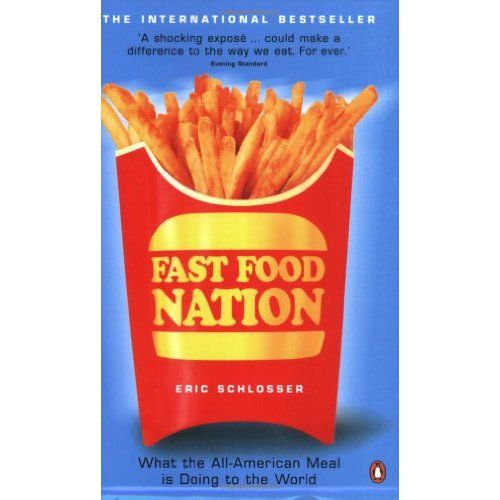 THE INTERNATIONAL BESTSELLER
'A shocking exposé ... could make a
difference to the way we eat. For ever.'
Evening Standard
FAST FOOD
NATION
ERIC SCHLOSSER
What the All-American Meal
is Doing to the World